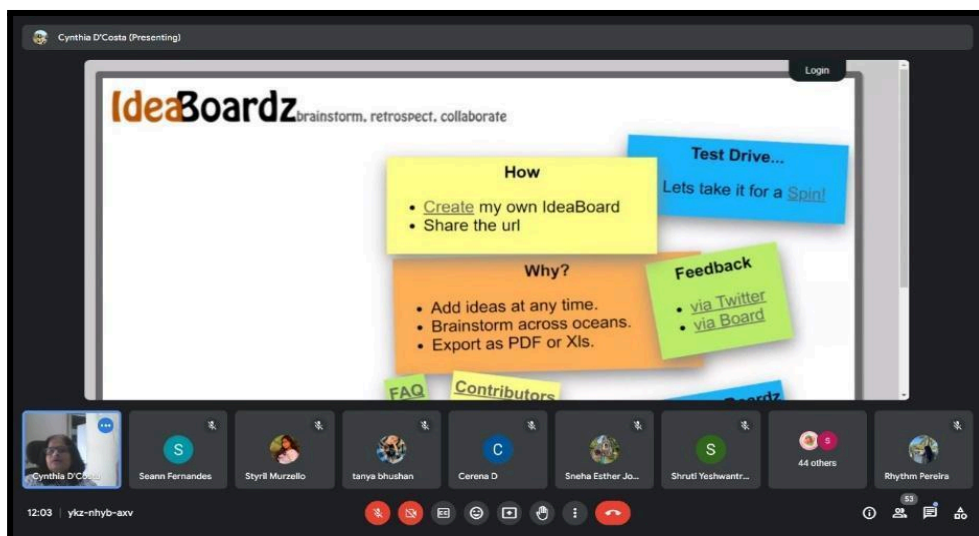 Cynthia D'Costa (Presenting)
Login
IdeaBoardz brainstorm, retrospect, collaborate
Test Drive...
Lets take it for a Spin!
How
• Create my own IdeaBoard
• Share the url
Why?
• Add ideas at any time.
• Brainstorm across oceans.
• Export as PDF or Xls.
Feedback
• via Twitter
• via Board
FAQ
Contributors
Cynthia D'Costa
S
Seann Fernandes
Styril Murzello
tanya bhushan
C
Cerena D
Sneha Esther Jo...
S
Shruti Yeshwantr...
S
44 others
Rhythm Pereira
12:03 | ykz-nhyb-axv
53